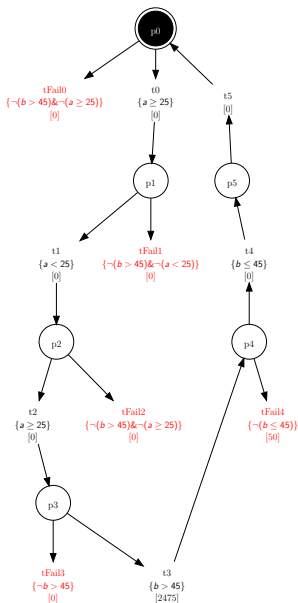 p0
tFail0
{¬(b > 45)&¬(a ≥ 25)}
[0]
t0
{a ≥ 25}
[0]
t5
[0]
p1
p5
t1
{a < 25}
[0]
tFail1
{¬(b > 45)&¬(a < 25)}
[0]
t4
{b ≤ 45}
[0]
p2
p4
t2
{a ≥ 25}
[0]
tFail2
{¬(b > 45)&¬(a ≥ 25)}
[0]
tFail4
{¬(b ≤ 45)}
[50]
p3
tFail3
{¬b > 45}
[0]
t3
{b > 45}
[2475]